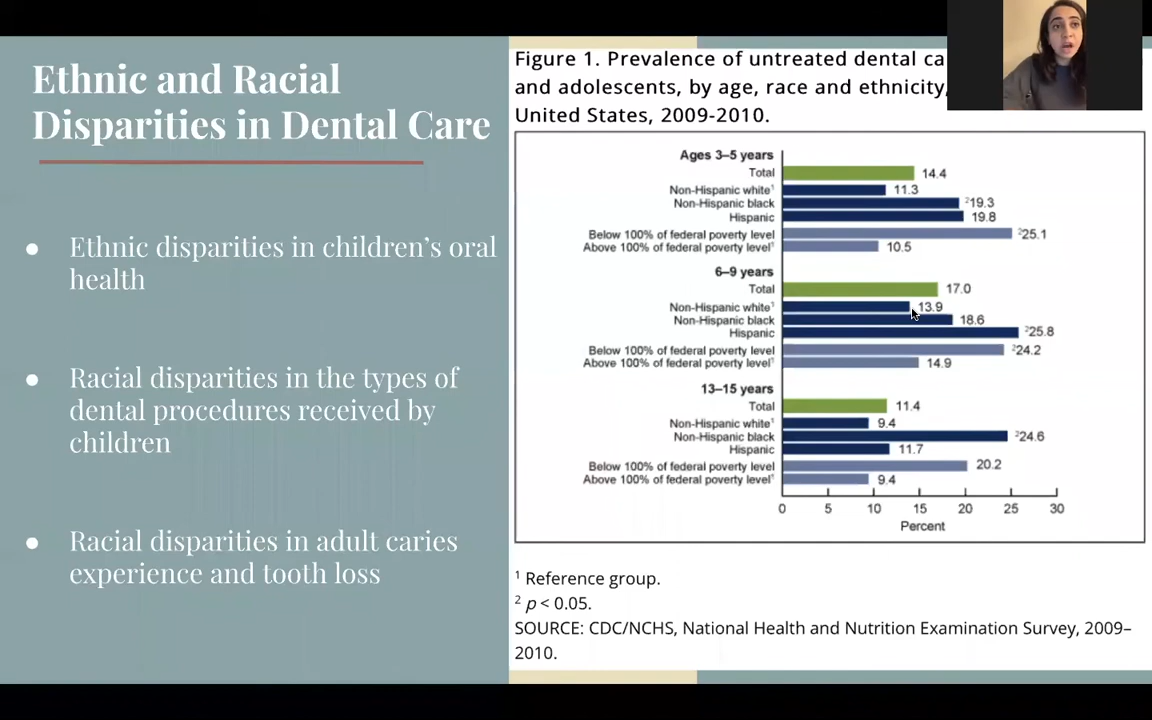 Ethnic and Racial
Disparities in Dental Care
● Ethnic disparities in children's oral
health
● Racial disparities in the types of
dental procedures received by
children
● Racial disparities in adult caries
experience and tooth loss
Figure 1. Prevalence of untreated dental ca
and adolescents, by age, race and ethnicity,
United States, 2009-2010.
Ages 3–5 years
Total 14.4
Non-Hispanic white¹ 11.3
Non-Hispanic black ²19.3
Hispanic 19.8
Below 100% of federal poverty level ²25.1
Above 100% of federal poverty level¹ 10.5
6–9 years
Total 17.0
Non-Hispanic white¹ 13.9
Non-Hispanic black 18.6
Hispanic ²25.8
Below 100% of federal poverty level ²24.2
Above 100% of federal poverty level¹ 14.9
13–15 years
Total 11.4
Non-Hispanic white¹ 9.4
Non-Hispanic black ²24.6
Hispanic 11.7
Below 100% of federal poverty level 20.2
Above 100% of federal poverty level¹ 9.4
0 5 10 15 20 25 30
Percent
¹ Reference group.
² p < 0.05.
SOURCE: CDC/NCHS, National Health and Nutrition Examination Survey, 2009–
2010.